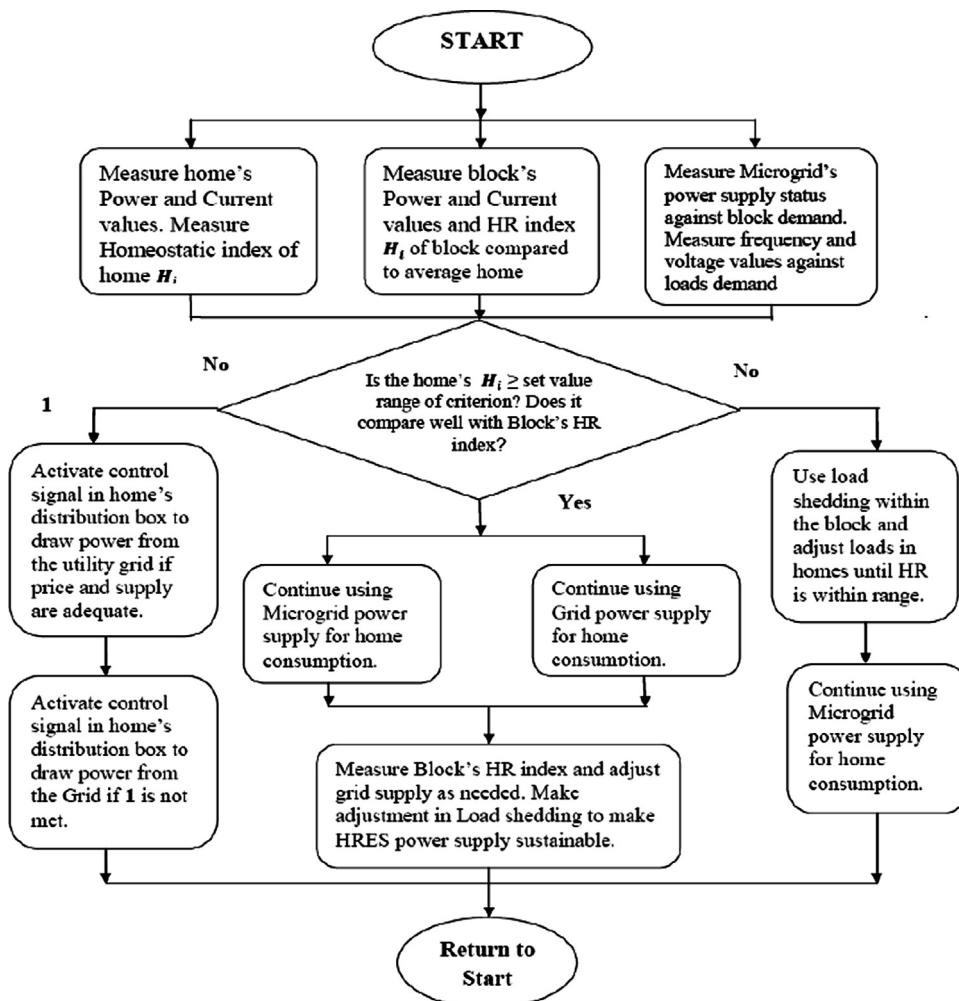 START
Measure home's
Power and Current
values. Measure
Homeostatic index of
home H_i
Measure block's
Power and Current
values and HR index
H_i of block compared
to average home
Measure Microgrid's
power supply status
against block demand.
Measure frequency and
voltage values against
loads demand
No
Is the home's H_i ≥ set value
range of criterion? Does it
compare well with Block's HR
index?
No
1
Activate control
signal in home's
distribution box to
draw power from
the utility grid if
price and supply
are adequate.
Yes
Use load
shedding within
the block and
adjust loads in
homes until HR
is within range.
Continue using
Microgrid power
supply for home
consumption.
Continue using
Grid power supply
for home
consumption.
Activate control
signal in home's
distribution box to
draw power from
the Grid if 1 is not
met.
Continue using
Microgrid
power supply
for home
consumption.
Measure Block's HR index and adjust
grid supply as needed. Make
adjustment in Load shedding to make
HRES power supply sustainable.
Return to
Start